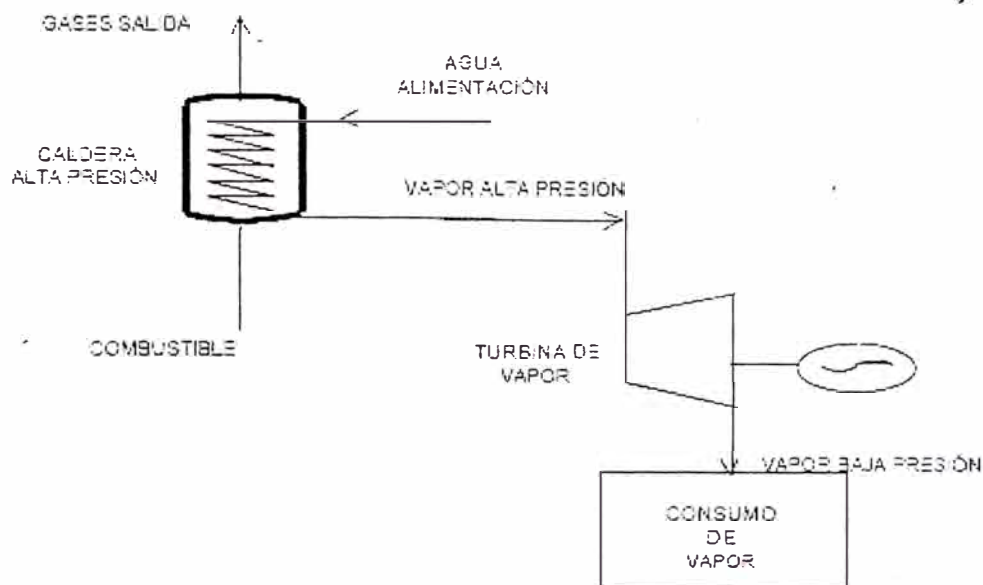 GASES SALIDA
AGUA
ALIMENTACIÓN
CALDERA
ALTA PRESIÓN
VAPOR ALTA PRESIÓN
COMBUSTIBLE
TURBINA DE
VAPOR
VAPOR BAJA PRESIÓN
CONSUMO
DE
VAPOR